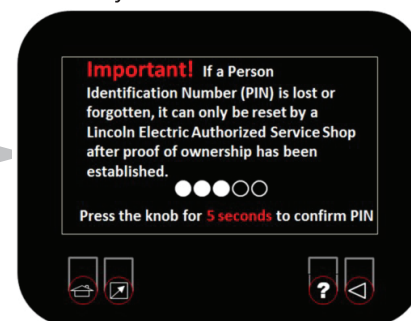 Important! If a Person
Identification Number (PIN) is lost or
forgotten, it can only be reset by a
Lincoln Electric Authorized Service Shop
after proof of ownership has been
established.
Press the knob for 5 seconds to confirm PIN
?